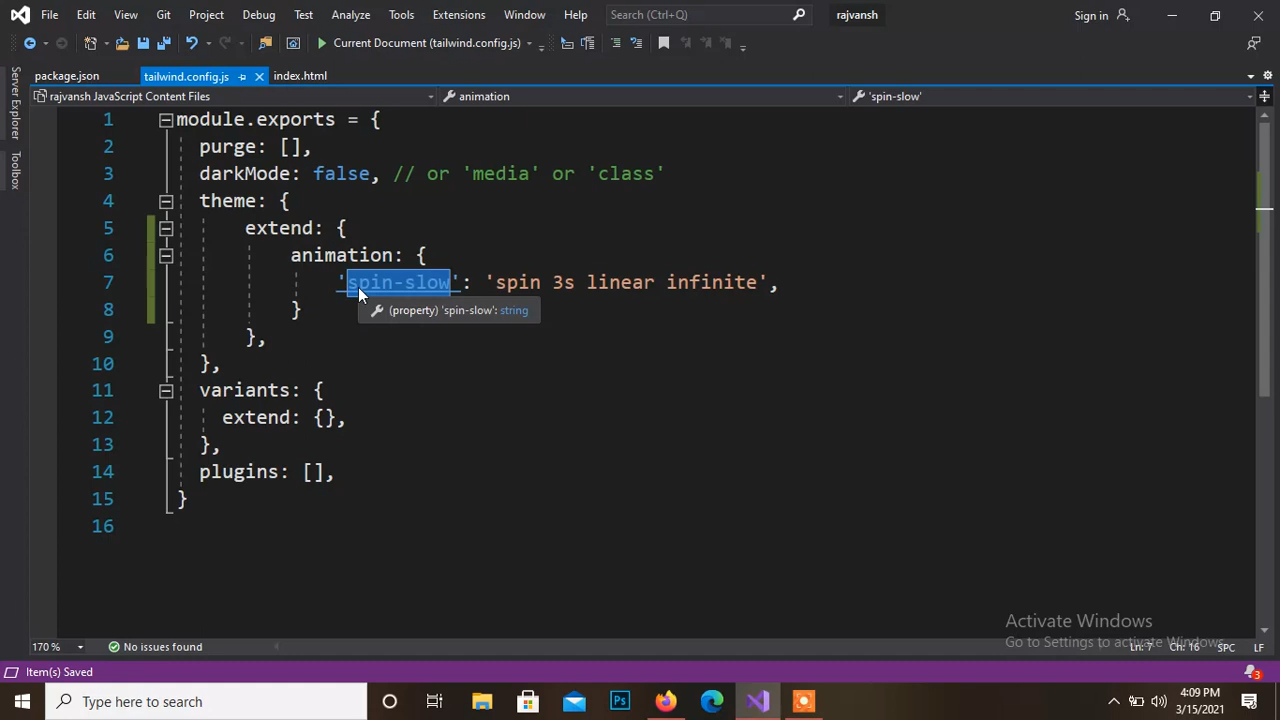 File Edit View Git Project Debug Test Analyze Tools Extensions Window Help Search (Ctrl+Q) rajvansh Sign in
Current Document (tailwind.config.js)
package.json tailwind.config.js index.html
rajvansh JavaScript Content Files animation 'spin-slow'
Server Explorer
Toolbox
1 module.exports = {
2 purge: [],
3 darkMode: false, // or 'media' or 'class'
4 theme: {
5 extend: {
6 animation: {
7 'spin-slow': 'spin 3s linear infinite',
8 }
(property) 'spin-slow': string
9 },
10 },
11 variants: {
12 extend: {},
13 },
14 plugins: [],
15 }
16
Activate Windows
Go to Settings to activate Windows.
170 % No issues found Ln: 7 Ch: 16 SPC LF
Item(s) Saved 3
Type here to search Ps 4:09 PM
3/15/2021